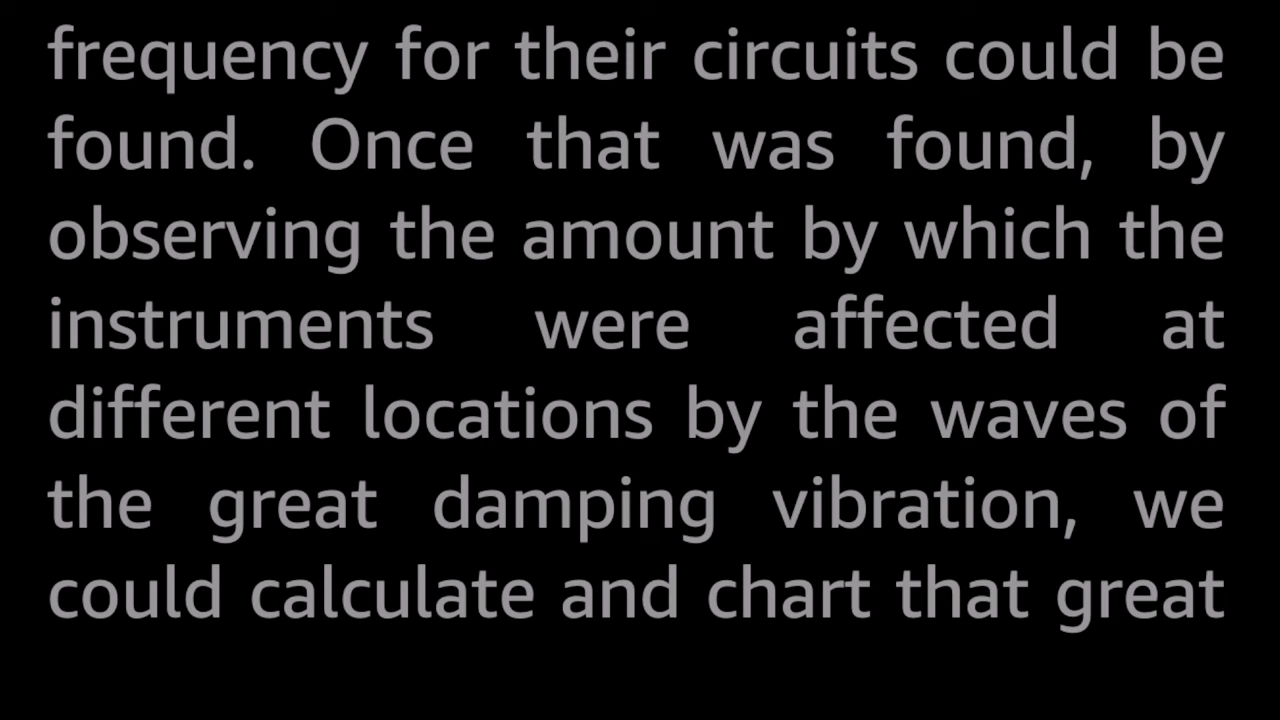 frequency for their circuits could be
found. Once that was found, by
observing the amount by which the
instruments were affected at
different locations by the waves of
the great damping vibration, we
could calculate and chart that great